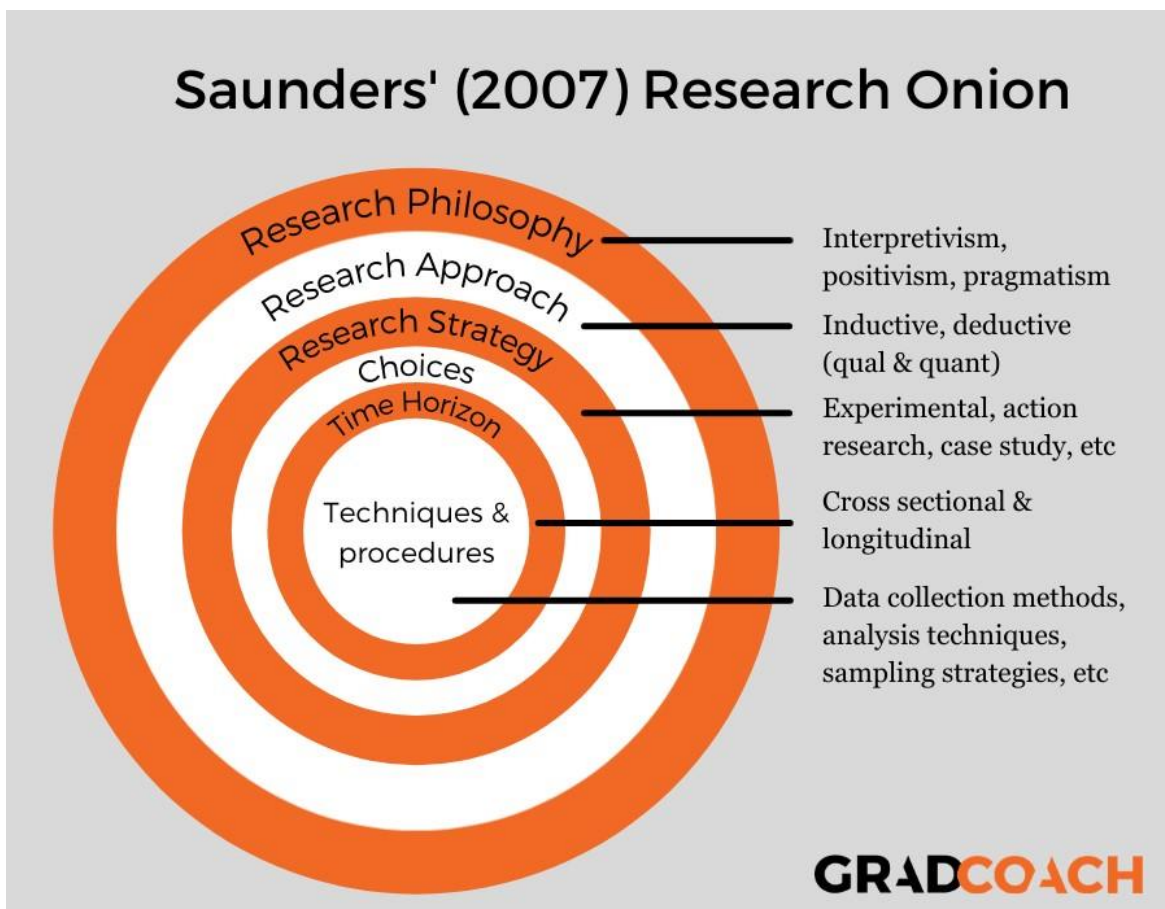 Saunders' (2007) Research Onion
Research Philosophy
Research Approach
Research Strategy
Choices
Time Horizon
Techniques &
procedures
Interpretivism,
positivism, pragmatism
Inductive, deductive
(qual & quant)
Experimental, action
research, case study, etc
Cross sectional &
longitudinal
Data collection methods,
analysis techniques,
sampling strategies, etc
GRADCOACH